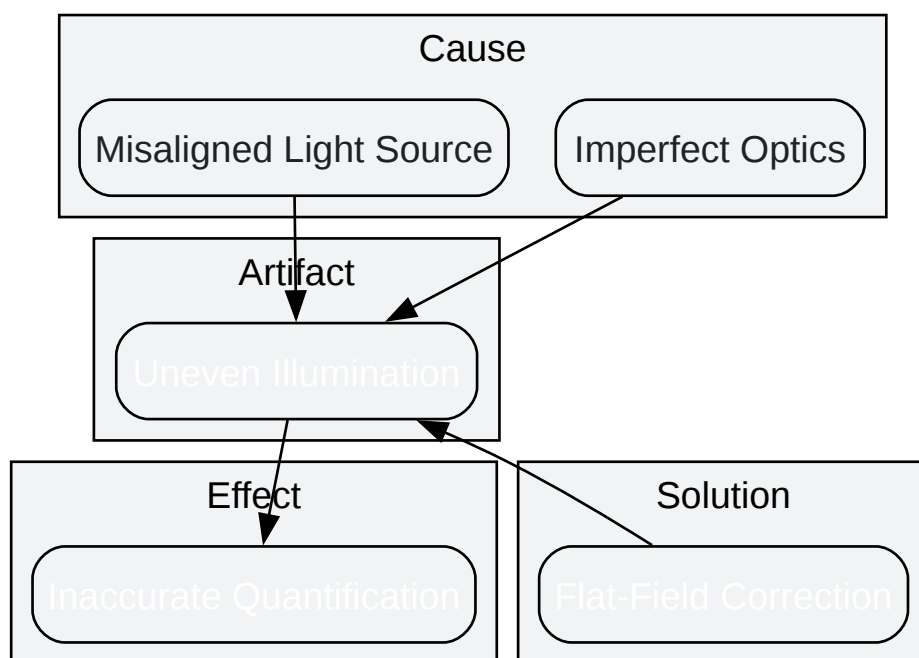 Cause
Misaligned Light Source
Imperfect Optics
Artifact
Uneven Illumination
Effect
Solution
Inaccurate Quantification
Flat-Field Correction